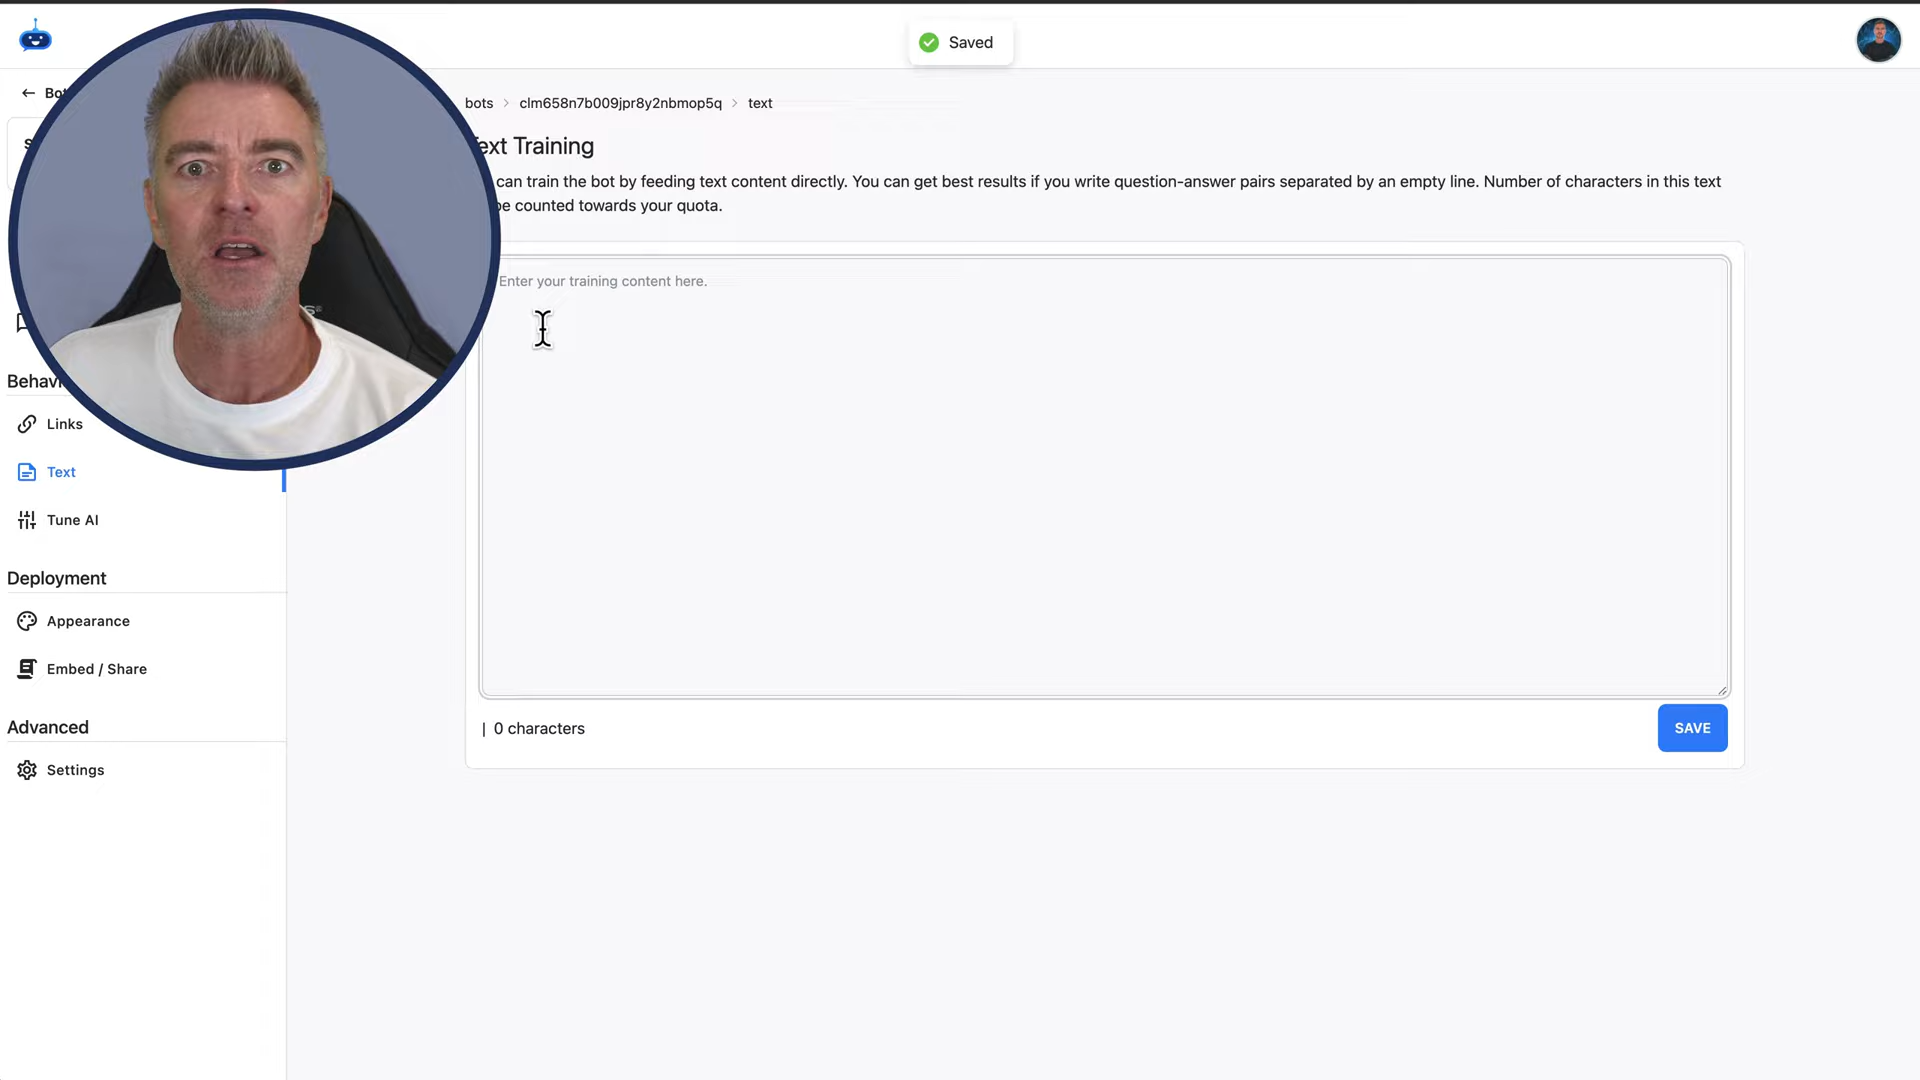 Saved
bots > clm658n7b009jpr8y2nbmop5q > text
ext Training
can train the bot by feeding text content directly. You can get best results if you write question-answer pairs separated by an empty line. Number of characters in this text
be counted towards your quota.
Enter your training content here.
Links
Text
Tune AI
Deployment
Appearance
Embed / Share
Advanced
Settings
| 0 characters
SAVE